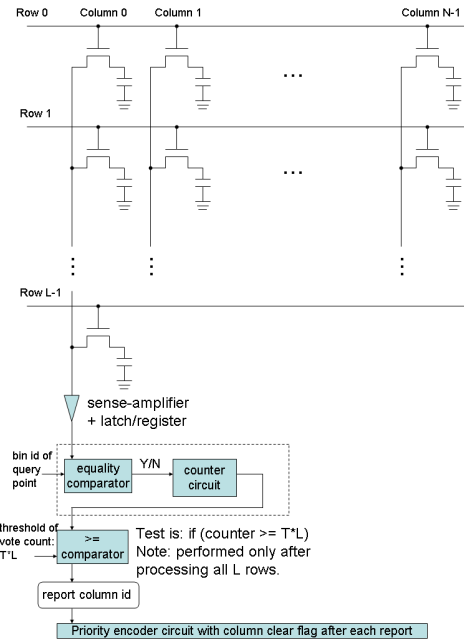 Row 0 Column 0 Column 1 Column N-1
...
Row 1
...
Row L-1
sense-amplifier
+ latch/register
bin id of
query
point
equality
comparator
Y/N
counter
circuit
threshold of
vote count:
T*L
>=
comparator
Test is: if (counter >= T*L)
Note: performed only after
processing all L rows.
report column id
Priority encoder circuit with column clear flag after each report